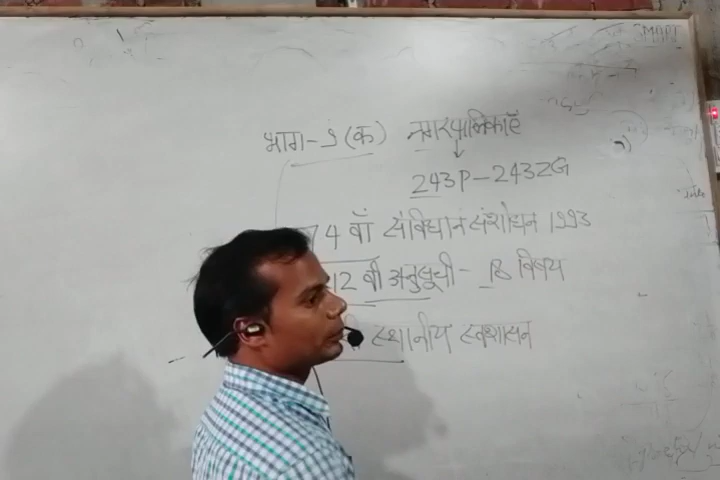 भाग-9 (क) नगरपालिकाएँ
↓
243P-243ZG
74 वाँ संविधान संशोधन 1993
12 वी अनुसूची - 18 विषय
स्थानीय स्वशासन